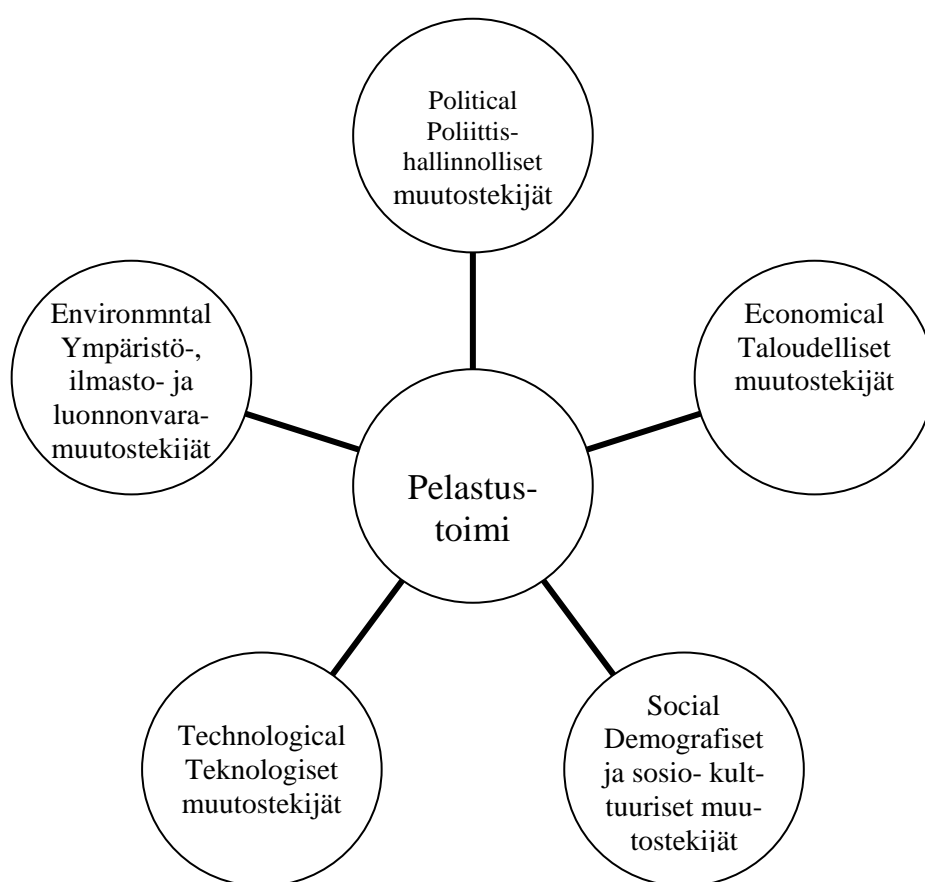 Political
Poliittis-
hallinnolliset
muutostekijät
Environmntal
Ympäristö-,
ilmasto- ja
luonnonvara-
muutostekijät
Economical
Taloudelliset
muutostekijät
Pelastus-
toimi
Technological
Teknologiset
muutostekijät
Social
Demografiset
ja sosio- kult-
tuuriset muu-
tostekijät